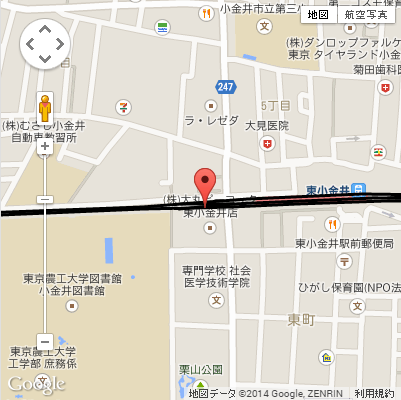 小金井市立第三小
地図
航空写真
(株)ダンロップファルケ
東京 タイヤランド小金
菊田歯科医
247
5丁目
ラ・レゼダ
大見医院
(株)むさし小金井
自動車教習所
東小金井
東小金井店
東小金井駅前郵便局
東京農工大学図書館
小金井図書館
専門学校 社会
医学技術学院
ひがし保育園(NPO法
東町
東京農工大学
工学部 庶務係
栗山公園
Google
地図データ ©2014 Google, ZENRIN
利用規約